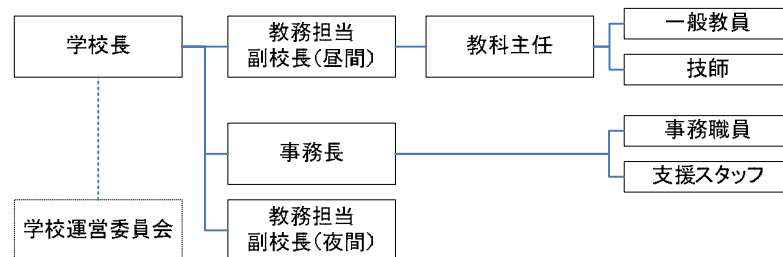 学校長
教務担当
副校長(昼間)
教科主任
一般教員
技師
事務長
事務職員
支援スタッフ
学校運営委員会
教務担当
副校長(夜間)